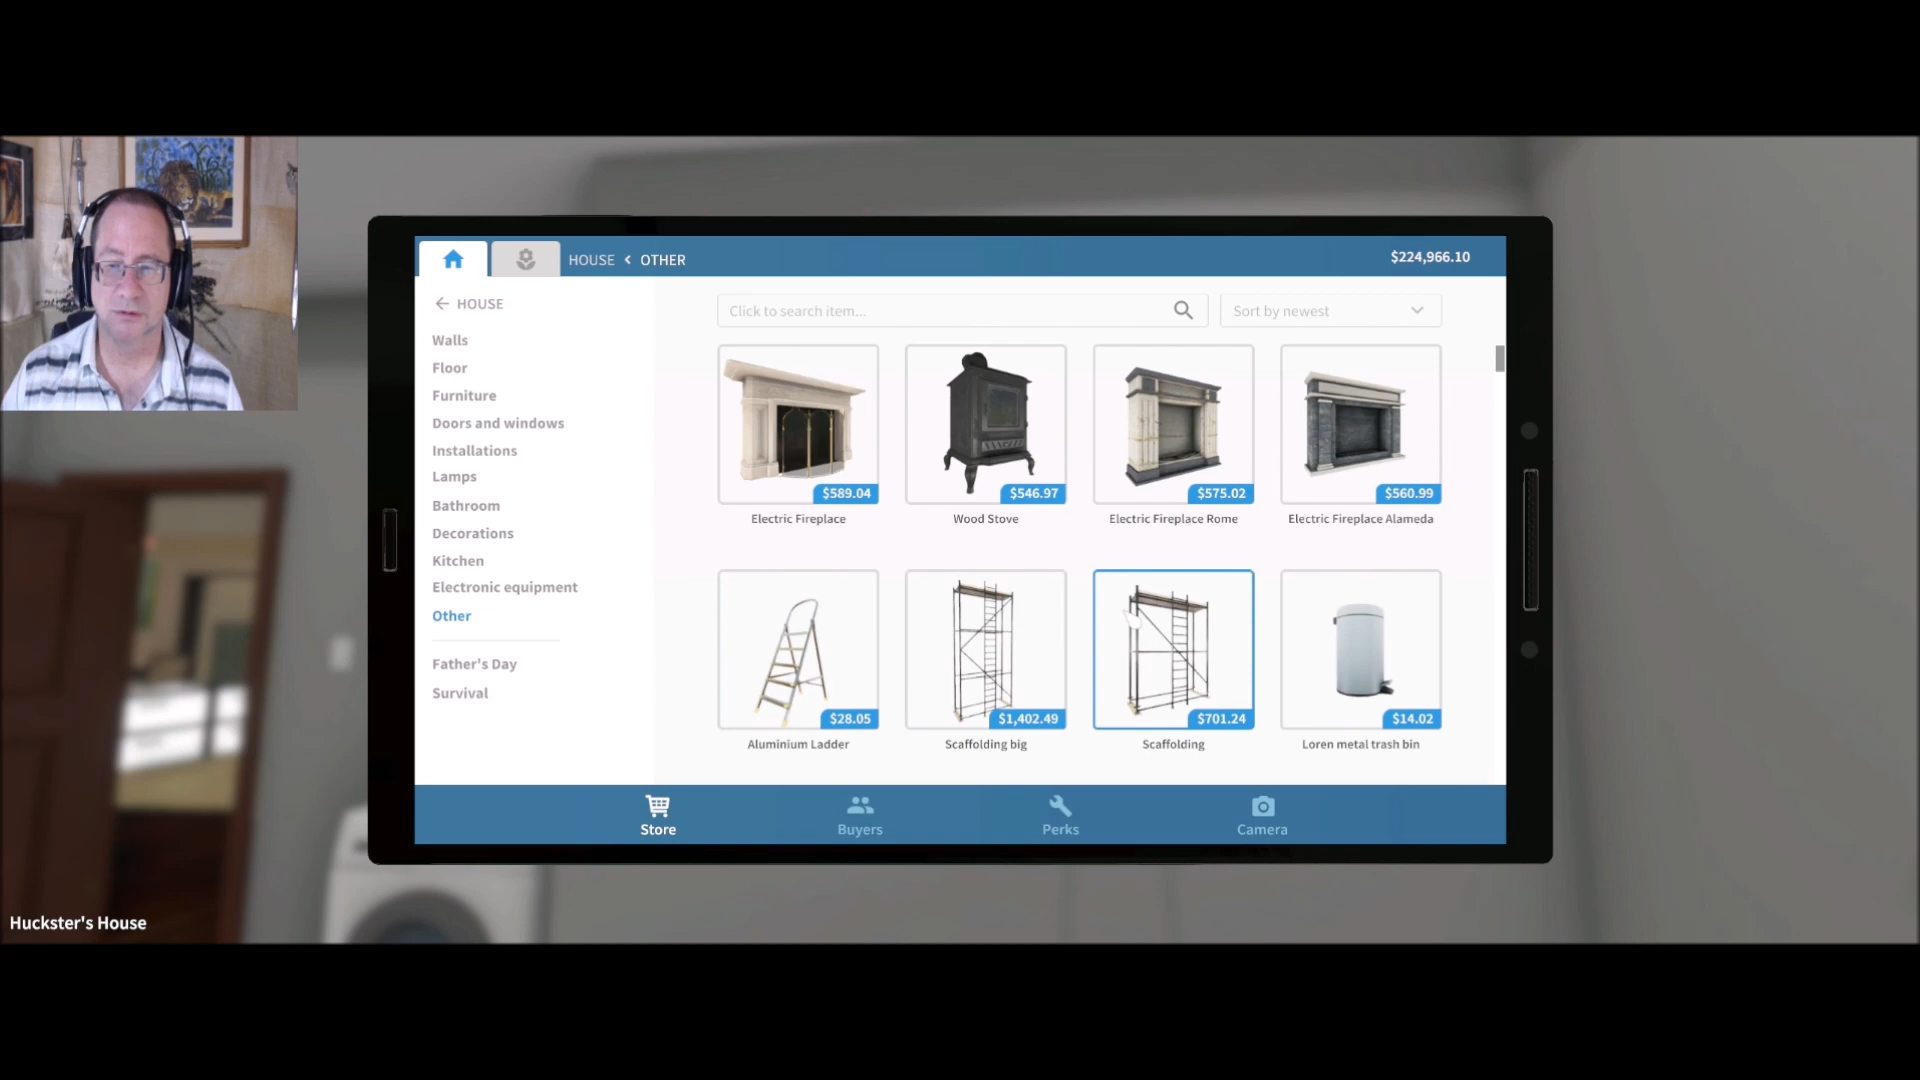 HOUSE < OTHER
$224,966.10
HOUSE
Click to search item...
Sort by newest
Walls
Floor
Furniture
Doors and windows
Installations
Lamps
Bathroom
Decorations
Kitchen
Electronic equipment
Other
Father's Day
Survival
$589.04
$546.97
$575.02
$560.99
Electric Fireplace
Wood Stove
Electric Fireplace Rome
Electric Fireplace Alameda
$28.05
$1,402.49
$701.24
$14.02
Aluminium Ladder
Scaffolding big
Scaffolding
Loren metal trash bin
Store
Buyers
Perks
Camera
Huckster's House